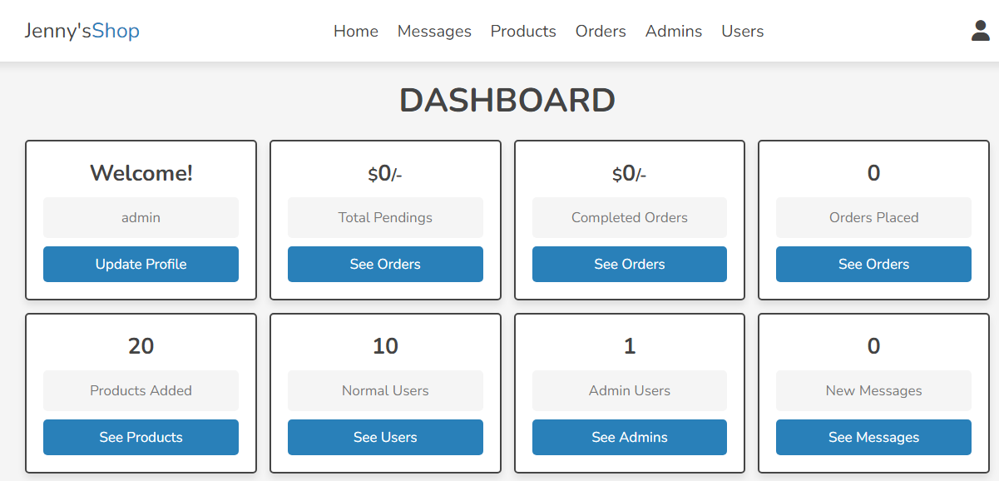 Jenny'sShop
Home Messages Products Orders Admins Users
DASHBOARD
Welcome!
admin
Update Profile
$0/-
Total Pendings
See Orders
$0/-
Completed Orders
See Orders
0
Orders Placed
See Orders
20
Products Added
See Products
10
Normal Users
See Users
1
Admin Users
See Admins
0
New Messages
See Messages